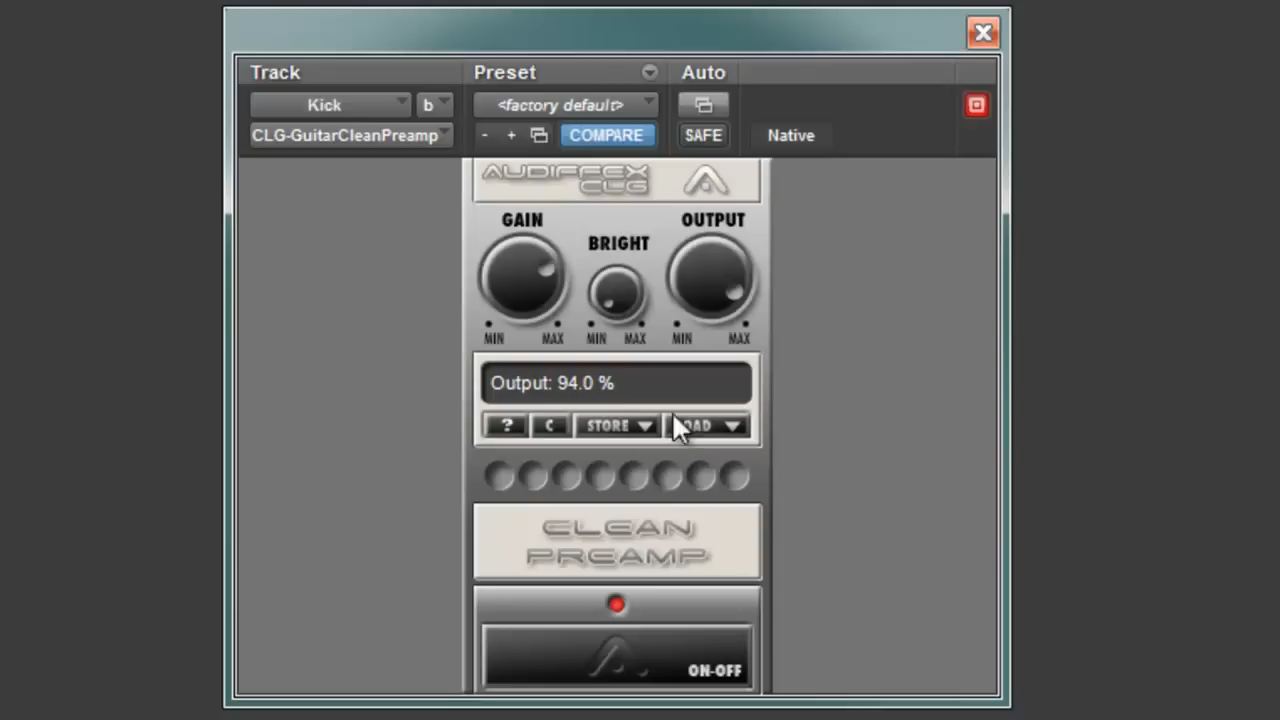 Track Preset Auto
Kick b <factory default>
CLG-GuitarCleanPreamp - + COMPARE SAFE Native
AUDIFFEX
CLG
GAIN OUTPUT
BRIGHT
MIN MAX MIN MAX MIN MAX
Output: 94.0 %
? C STORE
CLEAN
PREAMP
ON-OFF